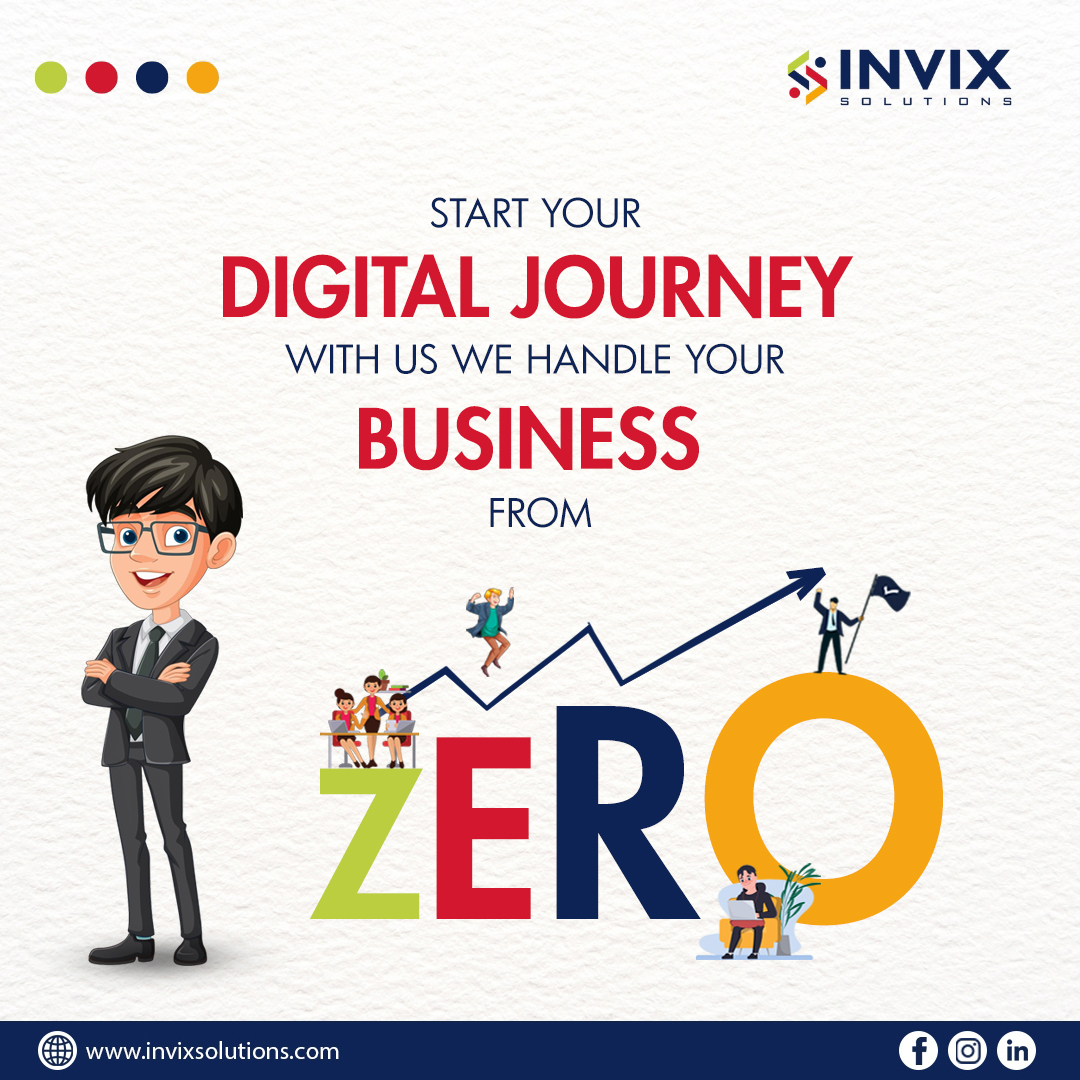 INVIX
SOLUTIONS
START YOUR
DIGITAL JOURNEY
WITH US WE HANDLE YOUR
BUSINESS
FROM
ZERO
www.invixsolutions.com